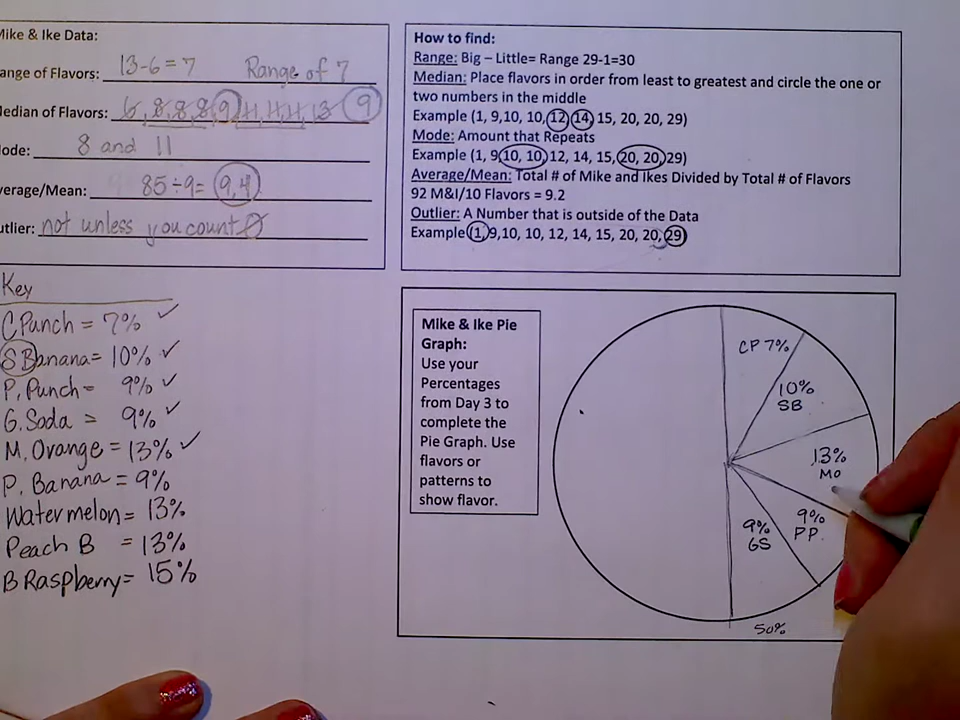 Mike & Ike Data:
Range of Flavors: 13-6=7 Range of 7
Median of Flavors: 6,8,8,8,9,11,11,11,13 9
Mode: 8 and 11
Average/Mean: 85÷9= 9.4
Outlier: not unless you count
How to find:
Range: Big – Little= Range 29-1=30
Median: Place flavors in order from least to greatest and circle the one or
two numbers in the middle
Example (1, 9,10, 10, 12, 14, 15, 20, 20, 29)
Mode: Amount that Repeats
Example (1, 9, 10, 10, 12, 14, 15, 20, 20, 29)
Average/Mean: Total # of Mike and Ikes Divided by Total # of Flavors
92 M&I/10 Flavors = 9.2
Outlier: A Number that is outside of the Data
Example (1, 9,10, 10, 12, 14, 15, 20, 20, 29)
Key
C Punch = 7% ✓
S Banana= 10% ✓
P. Punch = 9% ✓
G. Soda = 9% ✓
M. Orange = 13% ✓
P. Banana = 9%
Watermelon = 13%
Peach B = 13%
B Raspberry = 15%
Mike & Ike Pie
Graph:
Use your
Percentages
from Day 3 to
complete the
Pie Graph. Use
flavors or
patterns to
show flavor.
CP 7%
10%
SB
13%
MO
9%
PP
9%
GS
50%